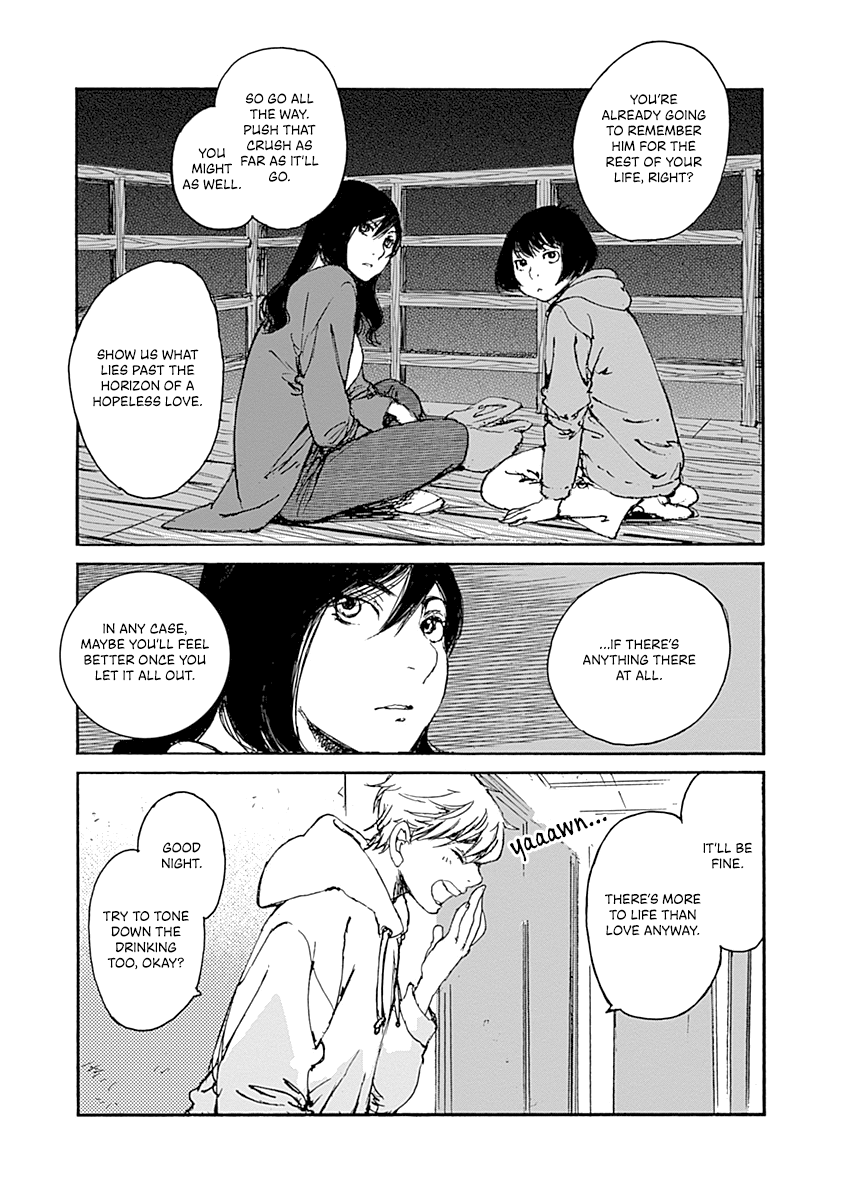 YOU'RE
ALREADY GOING
TO REMEMBER
HIM FOR THE
REST OF YOUR
LIFE, RIGHT?
SO GO ALL
THE WAY.
PUSH THAT
CRUSH AS
FAR AS IT'LL
GO.
YOU
MIGHT
AS WELL.
SHOW US WHAT
LIES PAST THE
HORIZON OF A
HOPELESS LOVE.
...IF THERE'S
ANYTHING THERE
AT ALL.
IN ANY CASE,
MAYBE YOU'LL FEEL
BETTER ONCE YOU
LET IT ALL OUT.
IT'LL BE
FINE.
THERE'S MORE
TO LIFE THAN
LOVE ANYWAY.
yaaawn...
GOOD
NIGHT.
TRY TO TONE
DOWN THE
DRINKING
TOO, OKAY?